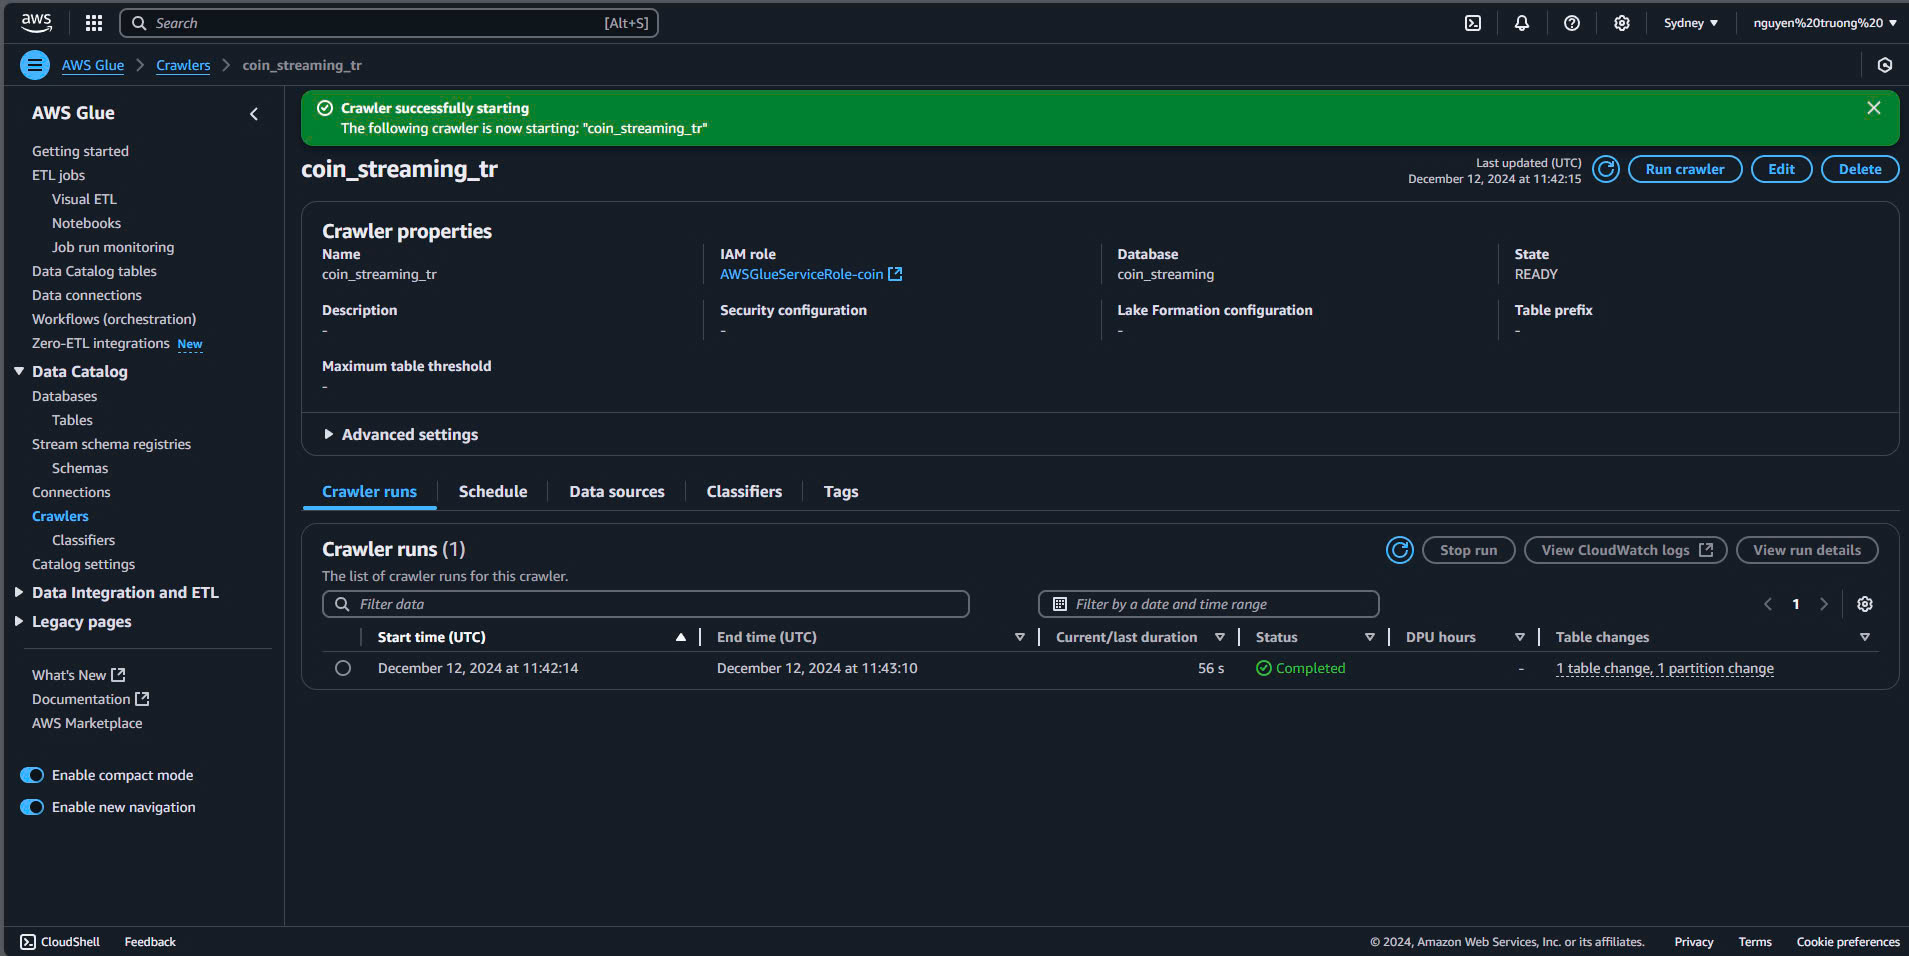 aws
Search [Alt+S]
Sydney
nguyen%20truong%20
AWS Glue
Crawlers
coin_streaming_tr
AWS Glue
Getting started
ETL jobs
Visual ETL
Notebooks
Job run monitoring
Data Catalog tables
Data connections
Workflows (orchestration)
Zero-ETL integrations New
Data Catalog
Databases
Tables
Stream schema registries
Schemas
Connections
Crawlers
Classifiers
Catalog settings
Data Integration and ETL
Legacy pages
What's New
Documentation
AWS Marketplace
Enable compact mode
Enable new navigation
Crawler successfully starting
The following crawler is now starting: "coin_streaming_tr"
coin_streaming_tr
Last updated (UTC)
December 12, 2024 at 11:42:15
Run crawler
Edit
Delete
Crawler properties
Name
coin_streaming_tr
IAM role
AWSGlueServiceRole-coin
Database
coin_streaming
State
READY
Description
-
Security configuration
-
Lake Formation configuration
-
Table prefix
-
Maximum table threshold
-
Advanced settings
Crawler runs Schedule Data sources Classifiers Tags
Crawler runs (1)
The list of crawler runs for this crawler.
Stop run
View CloudWatch logs
View run details
Filter data
Filter by a date and time range
1
Start time (UTC) End time (UTC) Current/last duration Status DPU hours Table changes
December 12, 2024 at 11:42:14 December 12, 2024 at 11:43:10 56 s Completed - 1 table change, 1 partition change
CloudShell Feedback
© 2024, Amazon Web Services, Inc. or its affiliates. Privacy Terms Cookie preferences